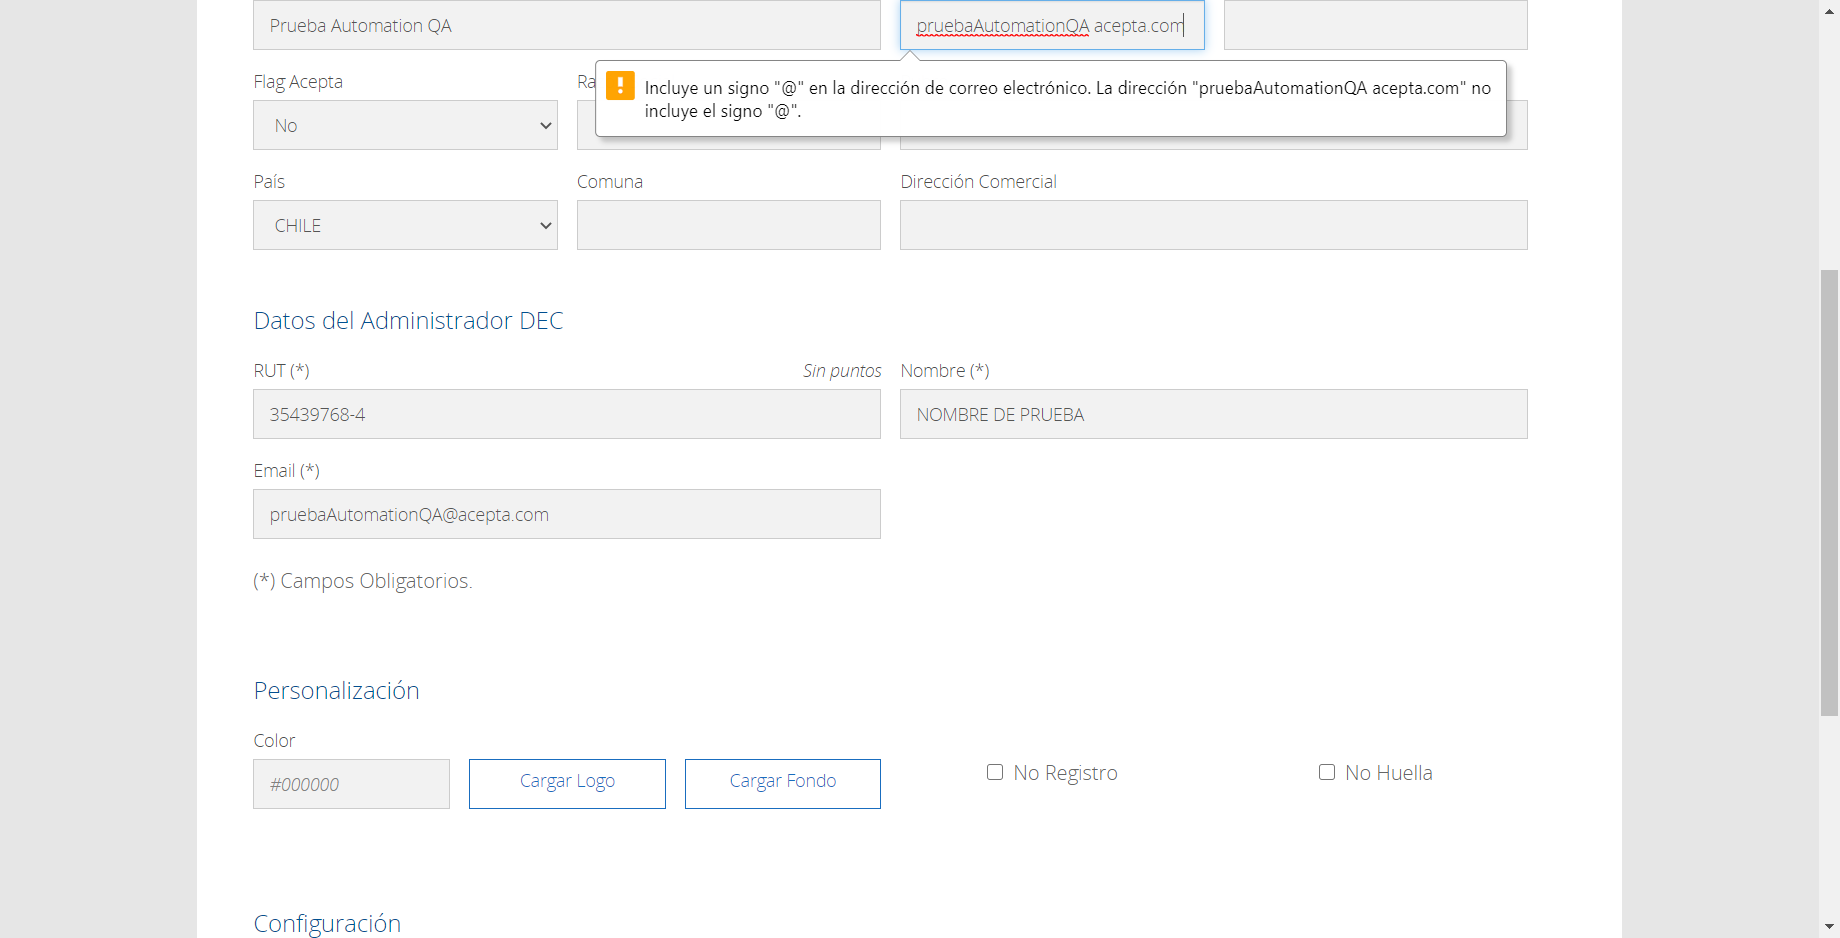 Prueba Automation QA
pruebaAutomationQA acepta.com
Flag Acepta
Ra
Incluye un signo "@" en la dirección de correo electrónico. La dirección "pruebaAutomationQA acepta.com" no
incluye el signo "@".
No
País
Comuna
Dirección Comercial
CHILE
Datos del Administrador DEC
RUT (*)
Sin puntos
Nombre (*)
35439768-4
NOMBRE DE PRUEBA
Email (*)
pruebaAutomationQA@acepta.com
(*) Campos Obligatorios.
Personalización
Color
#000000
Cargar Logo
Cargar Fondo
No Registro
No Huella
Configuración